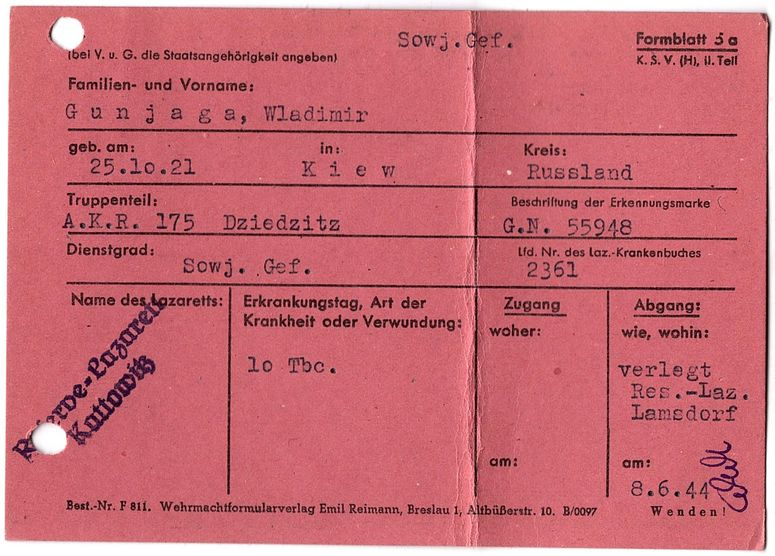 Sowj.Gef.
Formblatt 5a
(bei V. u. G. die Staatsangehörigkeit angeben)
K. S. V. (H), II. Teil
Familien- und Vorname:
Gunjaga, Wladimir
geb. am: in: Kreis:
25.10.21 Kiew Russland
Truppenteil: Beschriftung der Erkennungsmarke
A.K.R. 175 Dziedzitz G.N. 55948
Dienstgrad: Lfd. Nr. des Laz.-Krankenbuches
Sowj. Gef. 2361
Name des Lazaretts: Erkrankungstag, Art der Krankheit oder Verwundung: Zugang woher: Abgang: wie, wohin:
Reserve-Lazarett
Kattowitz
10 Tbc.
verlegt
Res.-Laz.
Lamsdorf
am: am:
8.6.44
Best.-Nr. F 811. Wehrmachtformularverlag Emil Reimann, Breslau 1, Altbüßerstr. 10. B/0097 Wenden!